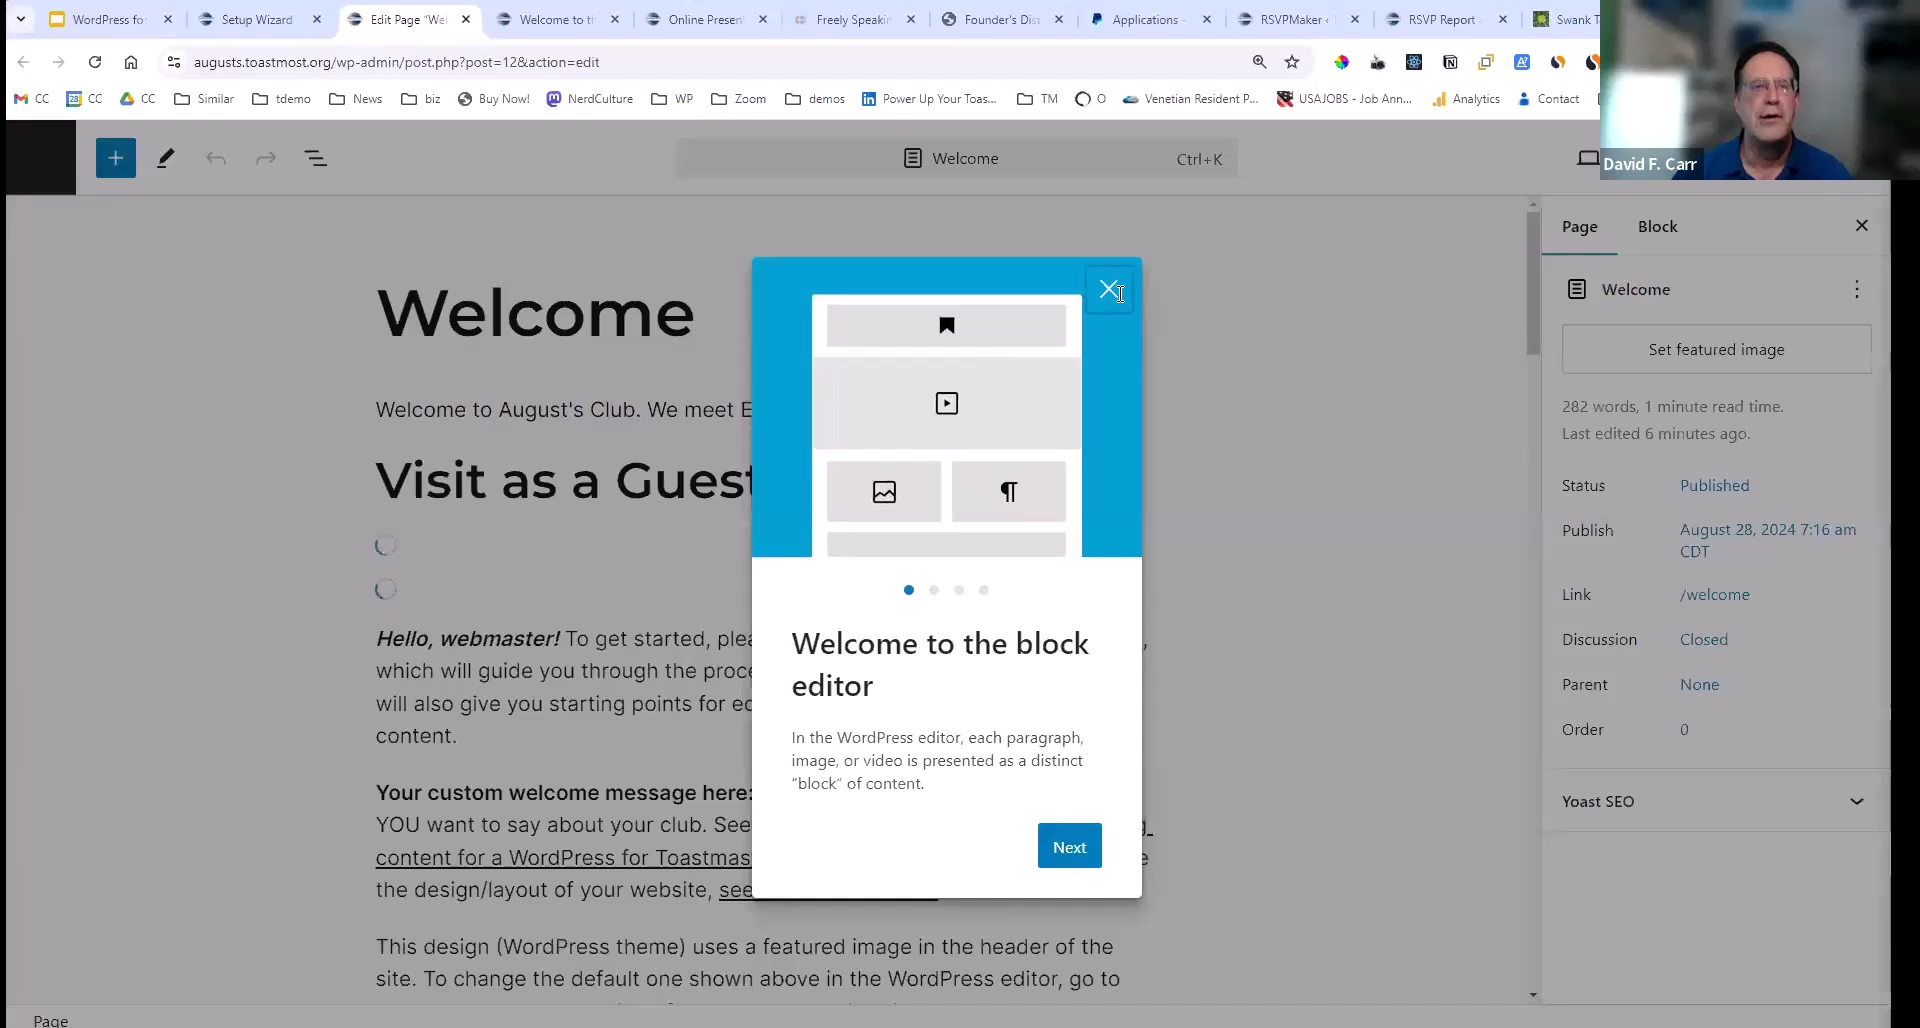 WordPress fo
Setup Wizard
Edit Page "Wel
Welcome to th
Online Presen
Freely Speakin
Founder's Dist
Applications -
RSVPMaker ‹
RSVP Report
Swank T
augusts.toastmost.org/wp-admin/post.php?post=12&action=edit
CC
CC
CC
Similar
tdemo
News
biz
Buy Now!
NerdCulture
WP
Zoom
demos
Power Up Your Toas...
TM
O
Venetian Resident P...
USAJOBS - Job Ann...
Analytics
Contact
David F. Carr
Welcome
Ctrl+K
Page
Block
Welcome
Set featured image
282 words, 1 minute read time.
Last edited 6 minutes ago.
Status
Published
Publish
August 28, 2024 7:16 am
CDT
Link
/welcome
Discussion
Closed
Parent
None
Order
0
Yoast SEO
Welcome
Welcome to August's Club. We meet E
Visit as a Guest
Hello, webmaster! To get started, plea
which will guide you through the proce
will also give you starting points for ed
content.
Your custom welcome message here:
YOU want to say about your club. See
content for a WordPress for Toastmast
the design/layout of your website, see
This design (WordPress theme) uses a featured image in the header of the
site. To change the default one shown above in the WordPress editor, go to
Welcome to the block
editor
In the WordPress editor, each paragraph,
image, or video is presented as a distinct
"block" of content.
Next
Page